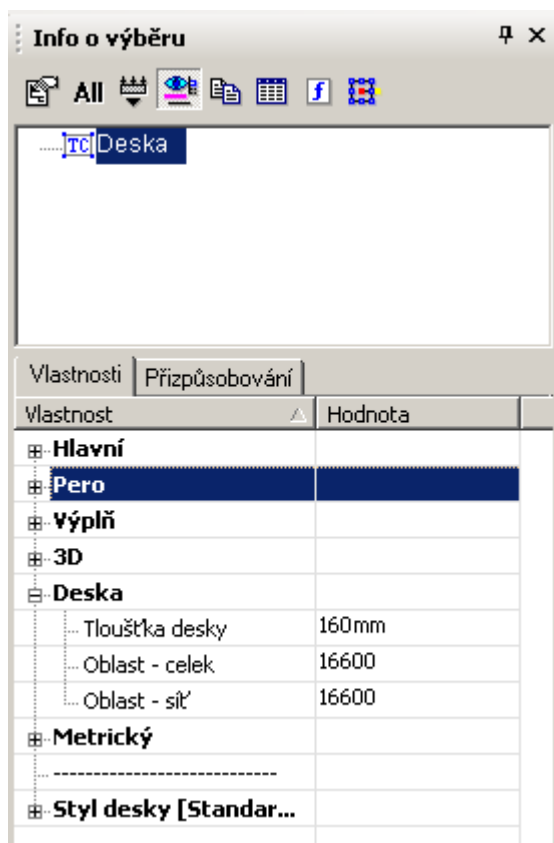 Info o výběru
All
TC Deska
Vlastnosti Přizpůsobování
Vlastnost Hodnota
Hlavní
Pero
Výplň
3D
Deska
Tloušťka desky 160mm
Oblast - celek 16600
Oblast - síť 16600
Metrický
---------------------------
Styl desky [Standar...